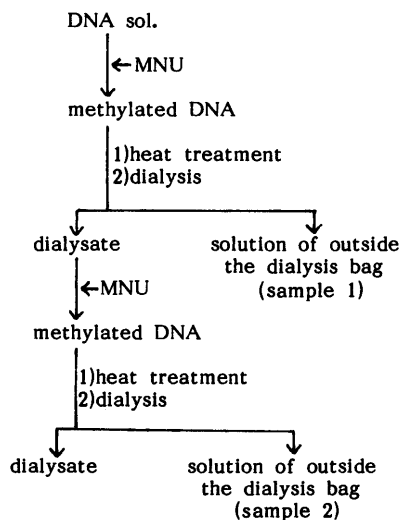 DNA sol.
←MNU
methylated DNA
1)heat treatment
2)dialysis
dialysate
solution of outside
the dialysis bag
(sample 1)
←MNU
methylated DNA
1)heat treatment
2)dialysis
dialysate
solution of outside
the dialysis bag
(sample 2)